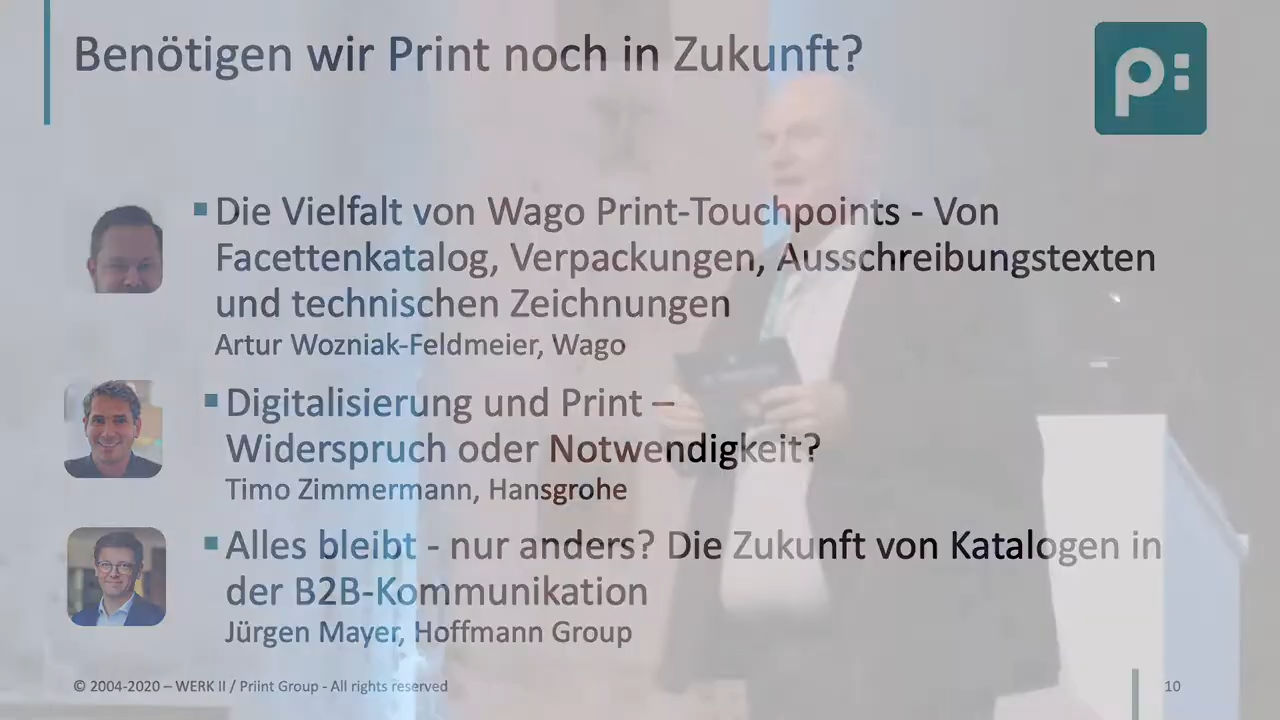 Benötigen wir Print noch in Zukunft?
p:
▪ Die Vielfalt von Wago Print-Touchpoints - Von
Facettenkatalog, Verpackungen, Ausschreibungstexten
und technischen Zeichnungen
Artur Wozniak-Feldmeier, Wago
▪ Digitalisierung und Print –
Widerspruch oder Notwendigkeit?
Timo Zimmermann, Hansgrohe
▪ Alles bleibt - nur anders? Die Zukunft von Katalogen in
der B2B-Kommunikation
Jürgen Mayer, Hoffmann Group
© 2004-2020 – WERK II / Priint Group - All rights reserved
10